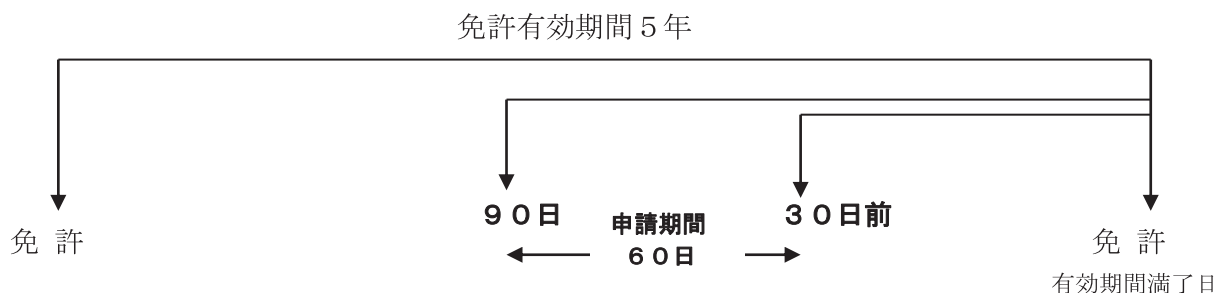 免許有効期間５年
９０日
申請期間
６０日
３０日前
免 許
免 許
有効期間満了日